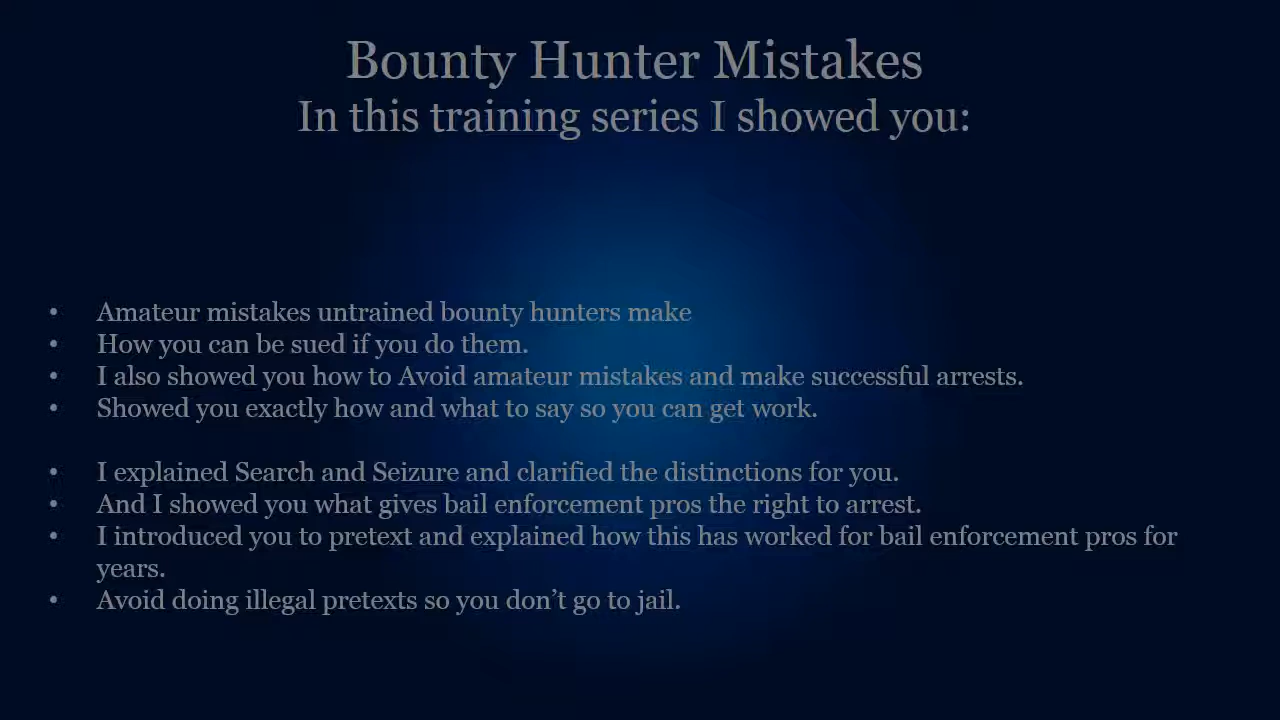 Bounty Hunter Mistakes
In this training series I showed you:
• Amateur mistakes untrained bounty hunters make
• How you can be sued if you do them.
• I also showed you how to Avoid amateur mistakes and make successful arrests.
• Showed you exactly how and what to say so you can get work.
• I explained Search and Seizure and clarified the distinctions for you.
• And I showed you what gives bail enforcement pros the right to arrest.
• I introduced you to pretext and explained how this has worked for bail enforcement pros for
years.
• Avoid doing illegal pretexts so you don’t go to jail.